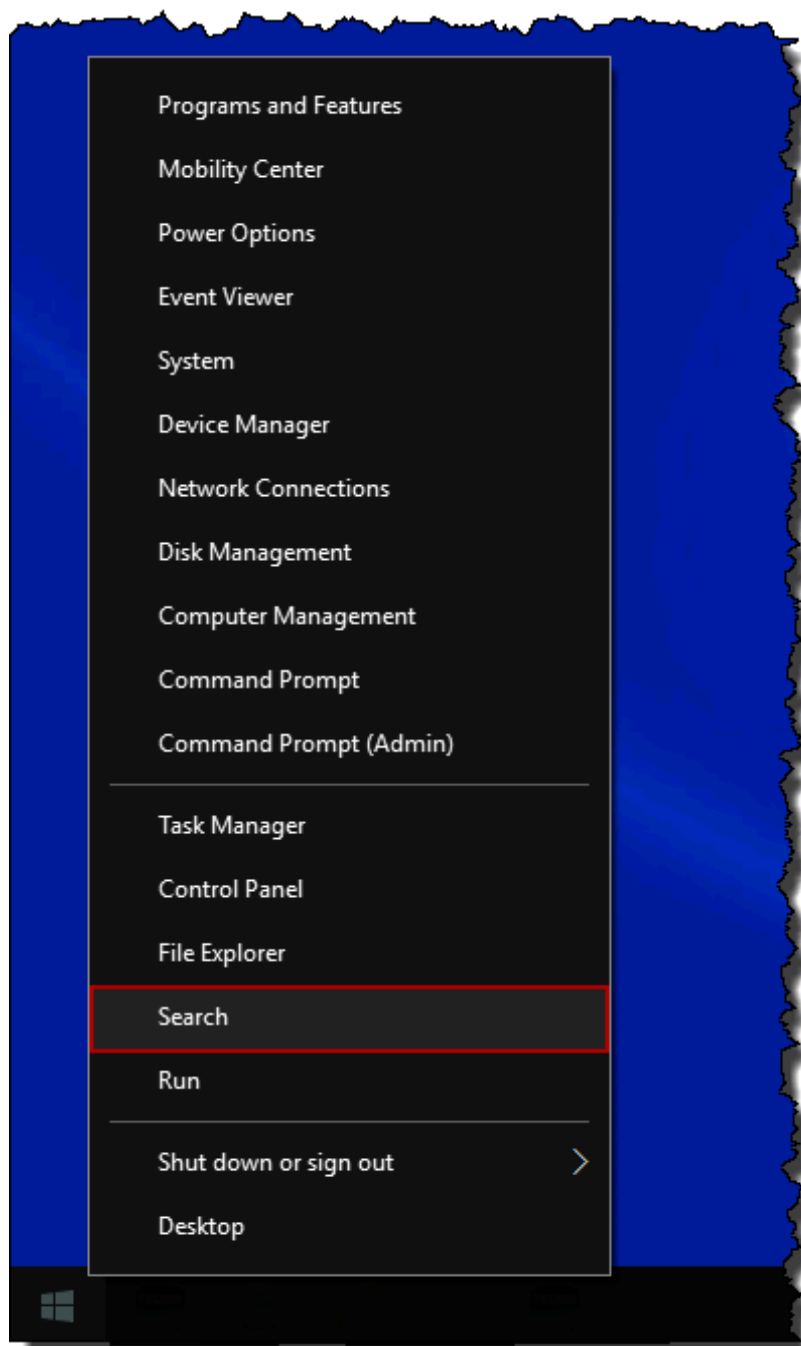 Programs and Features
Mobility Center
Power Options
Event Viewer
System
Device Manager
Network Connections
Disk Management
Computer Management
Command Prompt
Command Prompt (Admin)
Task Manager
Control Panel
File Explorer
Search
Run
Shut down or sign out
Desktop